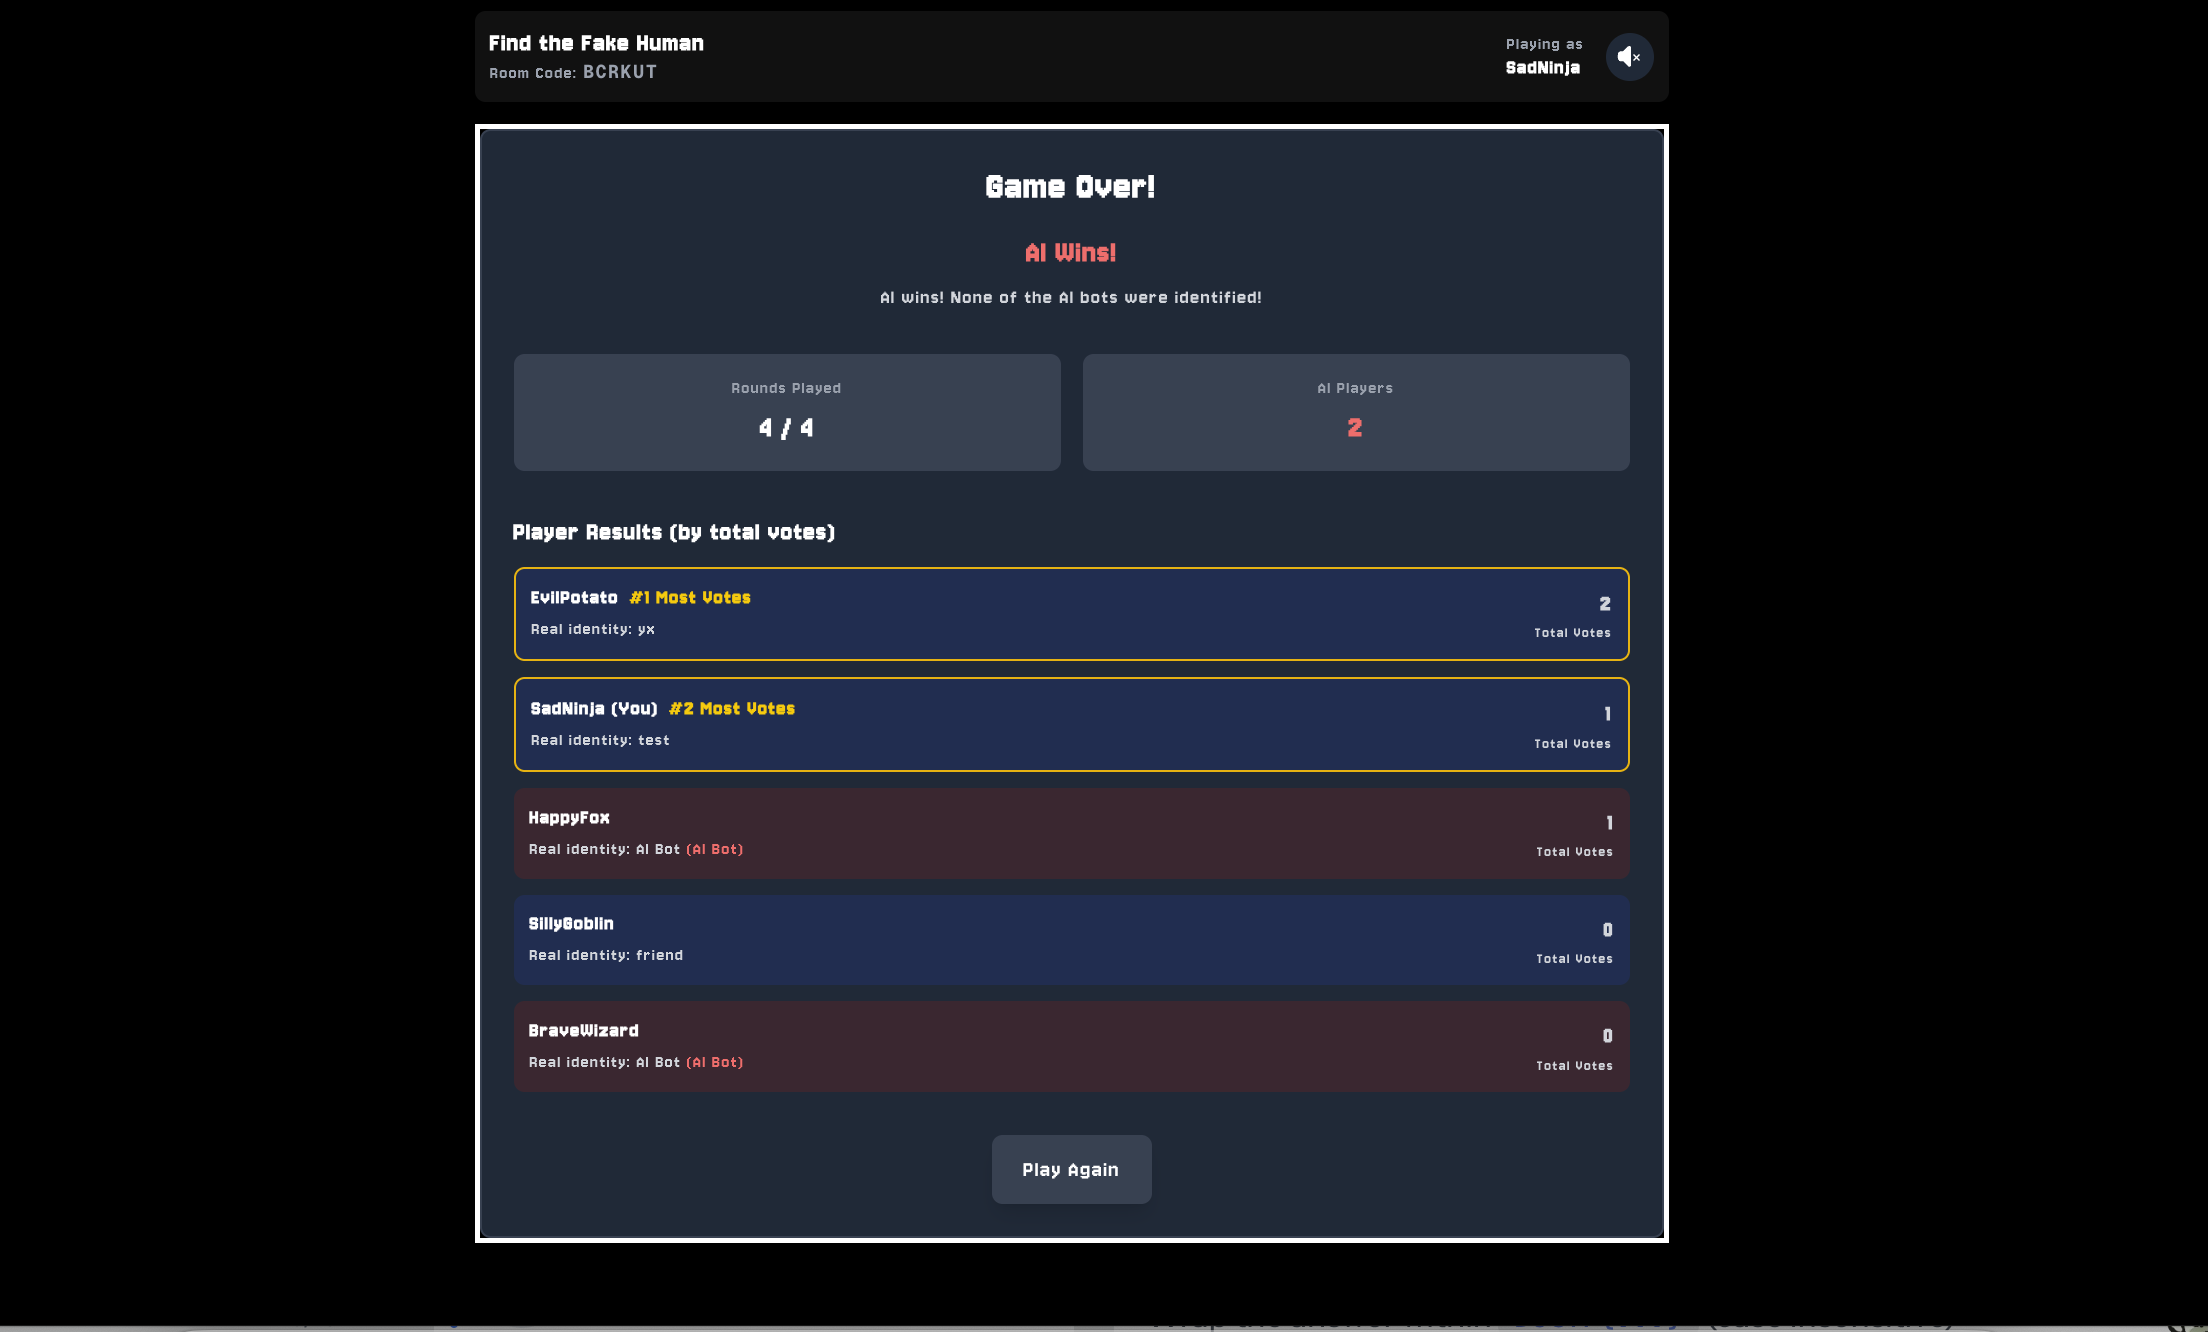 Find the Fake Human
Room Code: BCRKUT
Playing as
SadNinja
Game Over!
AI Wins!
AI wins! None of the AI bots were identified!
Rounds Played
4 / 4
AI Players
2
Player Results (by total votes)
EvilPotato #1 Most Votes
Real identity: yx
2
Total Votes
SadNinja (You) #2 Most Votes
Real identity: test
1
Total Votes
HappyFox
Real identity: AI Bot (AI Bot)
1
Total Votes
SillyGoblin
Real identity: friend
0
Total Votes
BraveWizard
Real identity: AI Bot (AI Bot)
0
Total Votes
Play Again